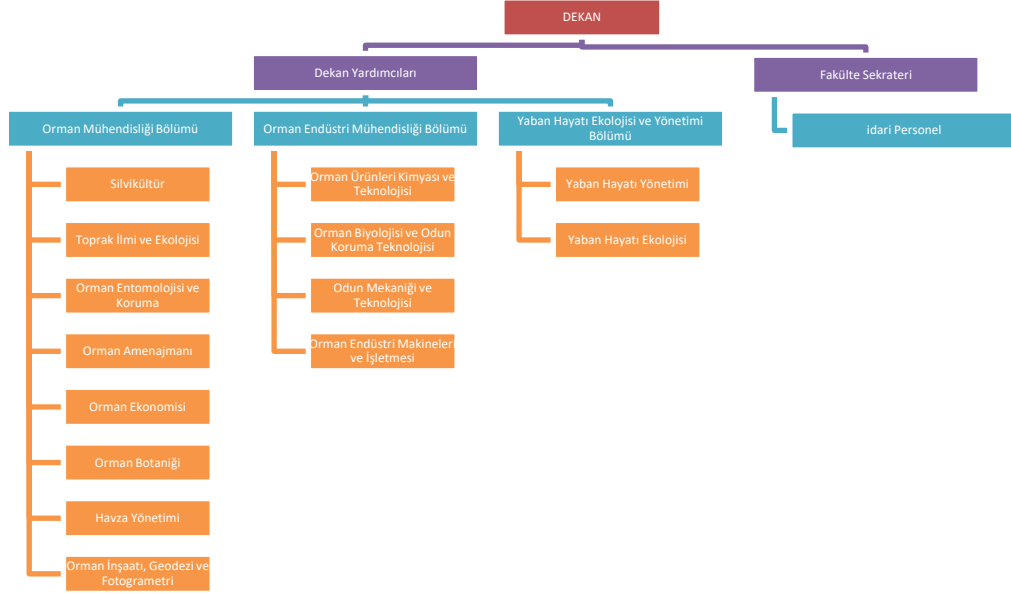 DEKAN
Dekan Yardımcıları
Fakülte Sekrateri
Orman Mühendisliği Bölümü
Orman Endüstri Mühendisliği Bölümü
Yaban Hayatı Ekolojisi ve Yönetimi
Bölümü
idari Personel
Silvikültür
Toprak İlmi ve Ekolojisi
Orman Entomolojisi ve
Koruma
Orman Amenajmanı
Orman Ekonomisi
Orman Botaniği
Havza Yönetimi
Orman İnşaatı, Geodezi ve
Fotogrametri
Orman Ürünleri Kimyası ve
Teknolojisi
Orman Biyolojisi ve Odun
Koruma Teknolojisi
Odun Mekaniği ve
Teknolojisi
Orman Endüstri Makineleri
ve İşletmesi
Yaban Hayatı Yönetimi
Yaban Hayatı Ekolojisi